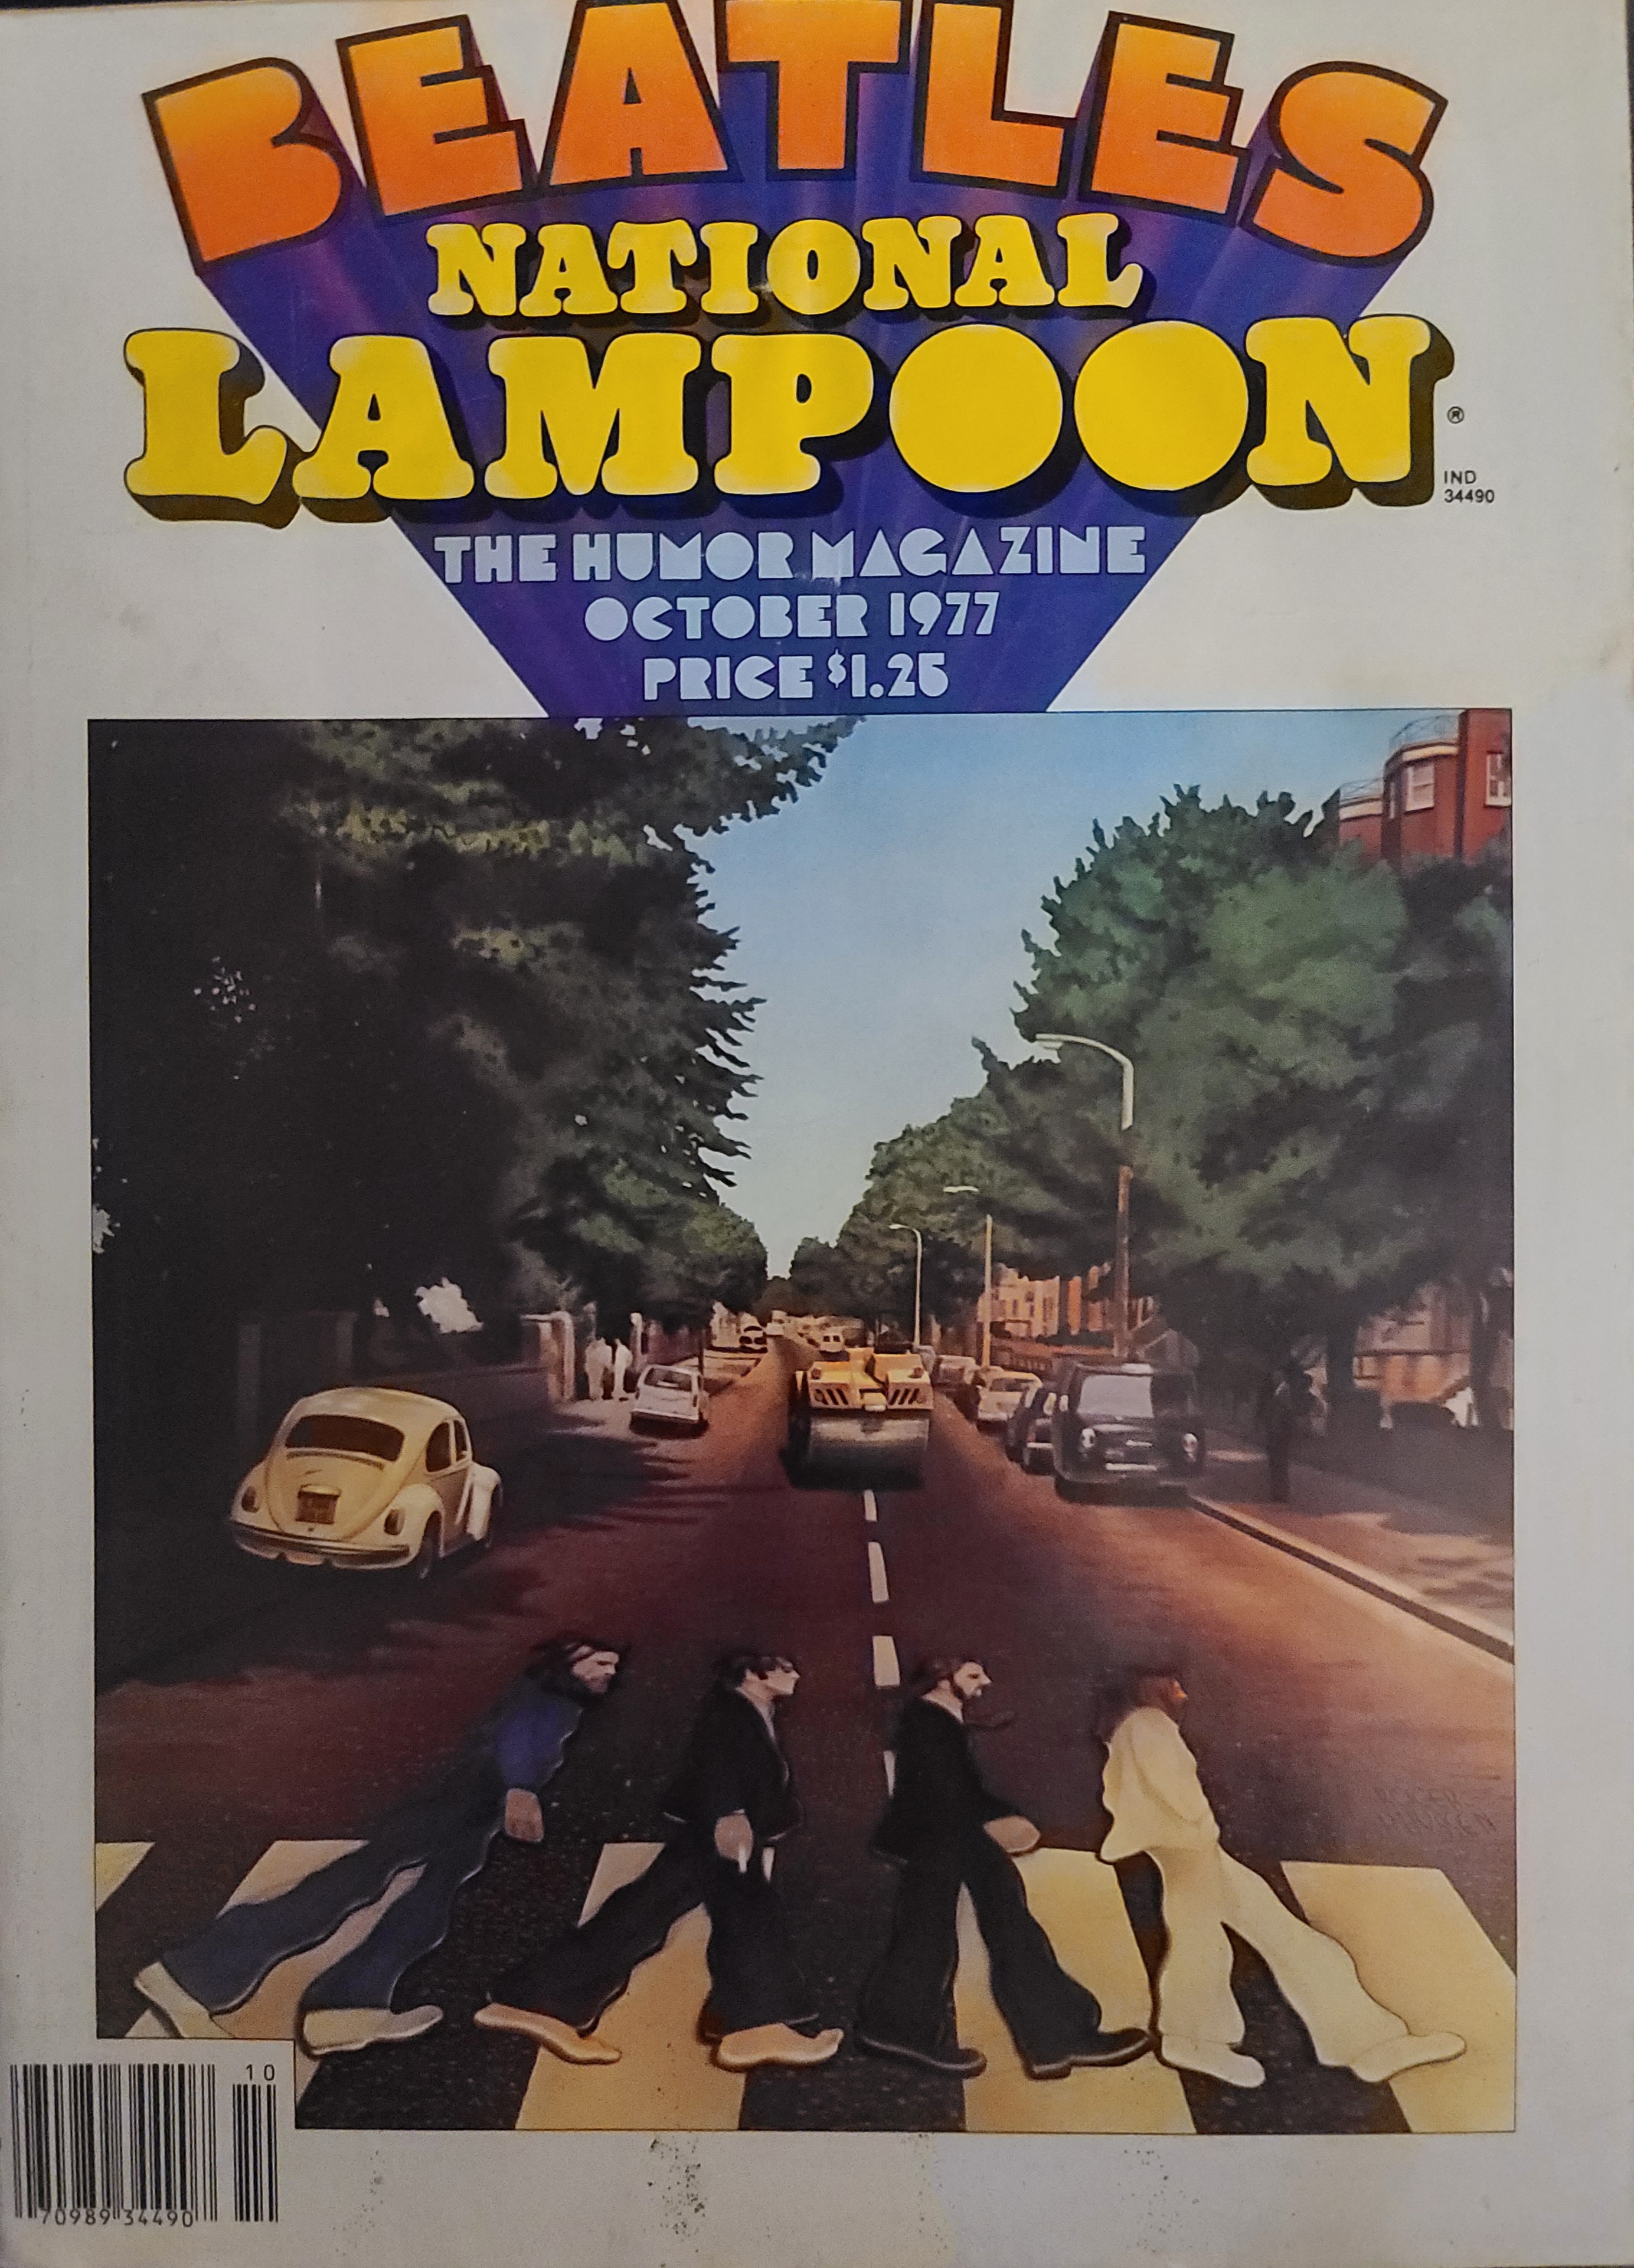 BEATLES
NATIONAL
LAMPOON
®
IND
34490
THE HUMOR MAGAZINE
OCTOBER 1977
PRICE $1.25
10
70989 34490